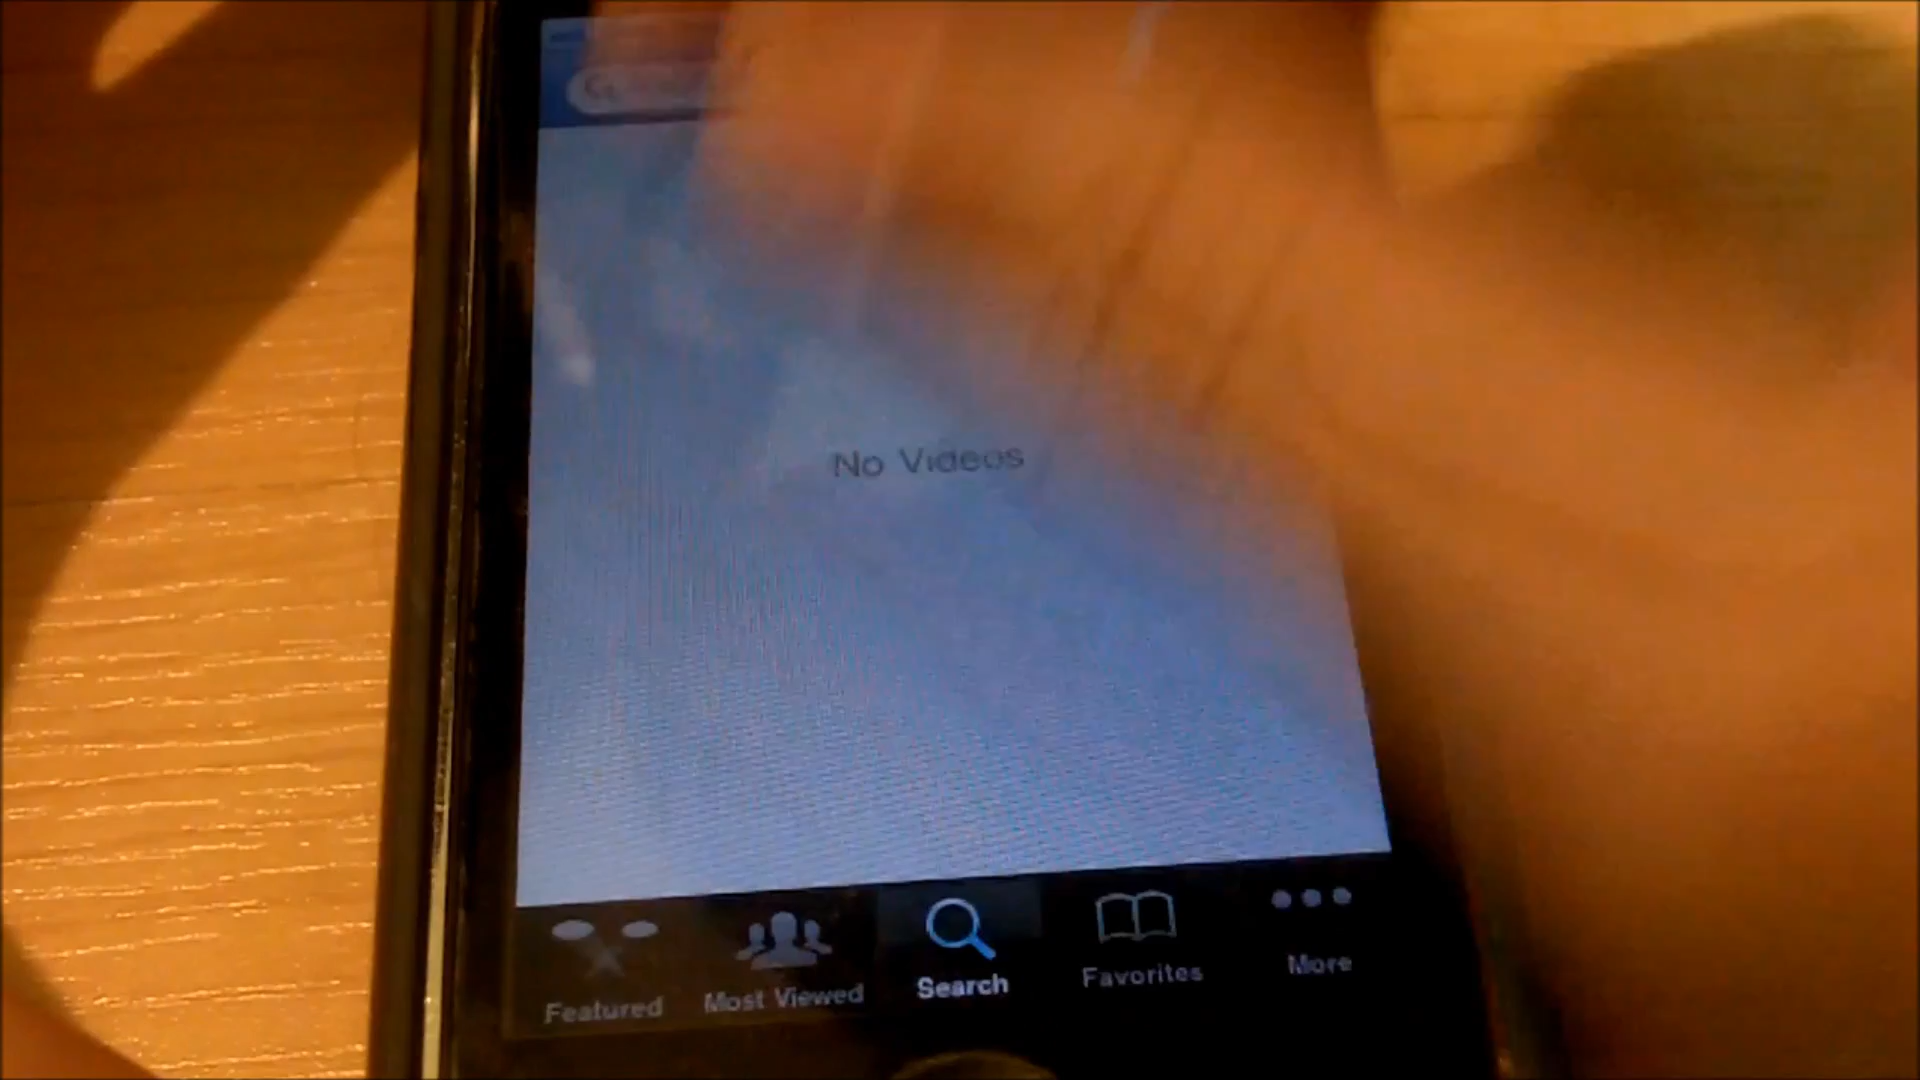 No Videos
Featured
Most Viewed
Search
Favorites
More